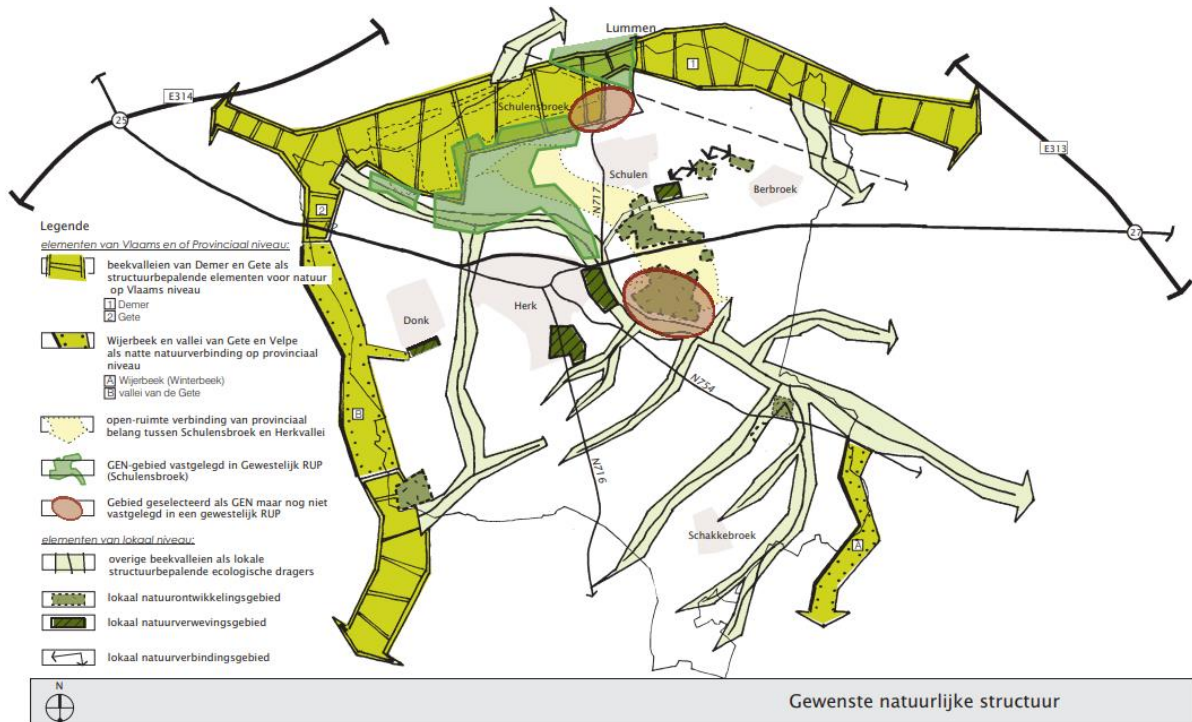 Lummen
E314
1
25
Schulensbroek
E313
Schulen
Berbroek
N717
2
27
Legende
elementen van Vlaams en of Provinciaal niveau:
beekvalleien van Demer en Gete als
structuurbepalende elementen voor natuur
op Vlaams niveau
1 Demer
2 Gete
Herk
Donk
Wijerbeek en vallei van Gete en Velpe
als natte natuurverbinding op provinciaal
niveau
A Wijerbeek (Winterbeek)
B vallei van de Gete
N754
B
open-ruimte verbinding van provinciaal
belang tussen Schulensbroek en Herkvallei
GEN-gebied vastgelegd in Gewestelijk RUP
(Schulensbroek)
N716
Gebied geselecteerd als GEN maar nog niet
vastgelegd in een gewestelijk RUP
Schakkebroek
A
elementen van lokaal niveau:
overige beekvalleien als lokale
structuurbepalende ecologische dragers
lokaal natuurontwikkelingsgebied
lokaal natuurverwevingsgebied
lokaal natuurverbindingsgebied
N
Gewenste natuurlijke structuur